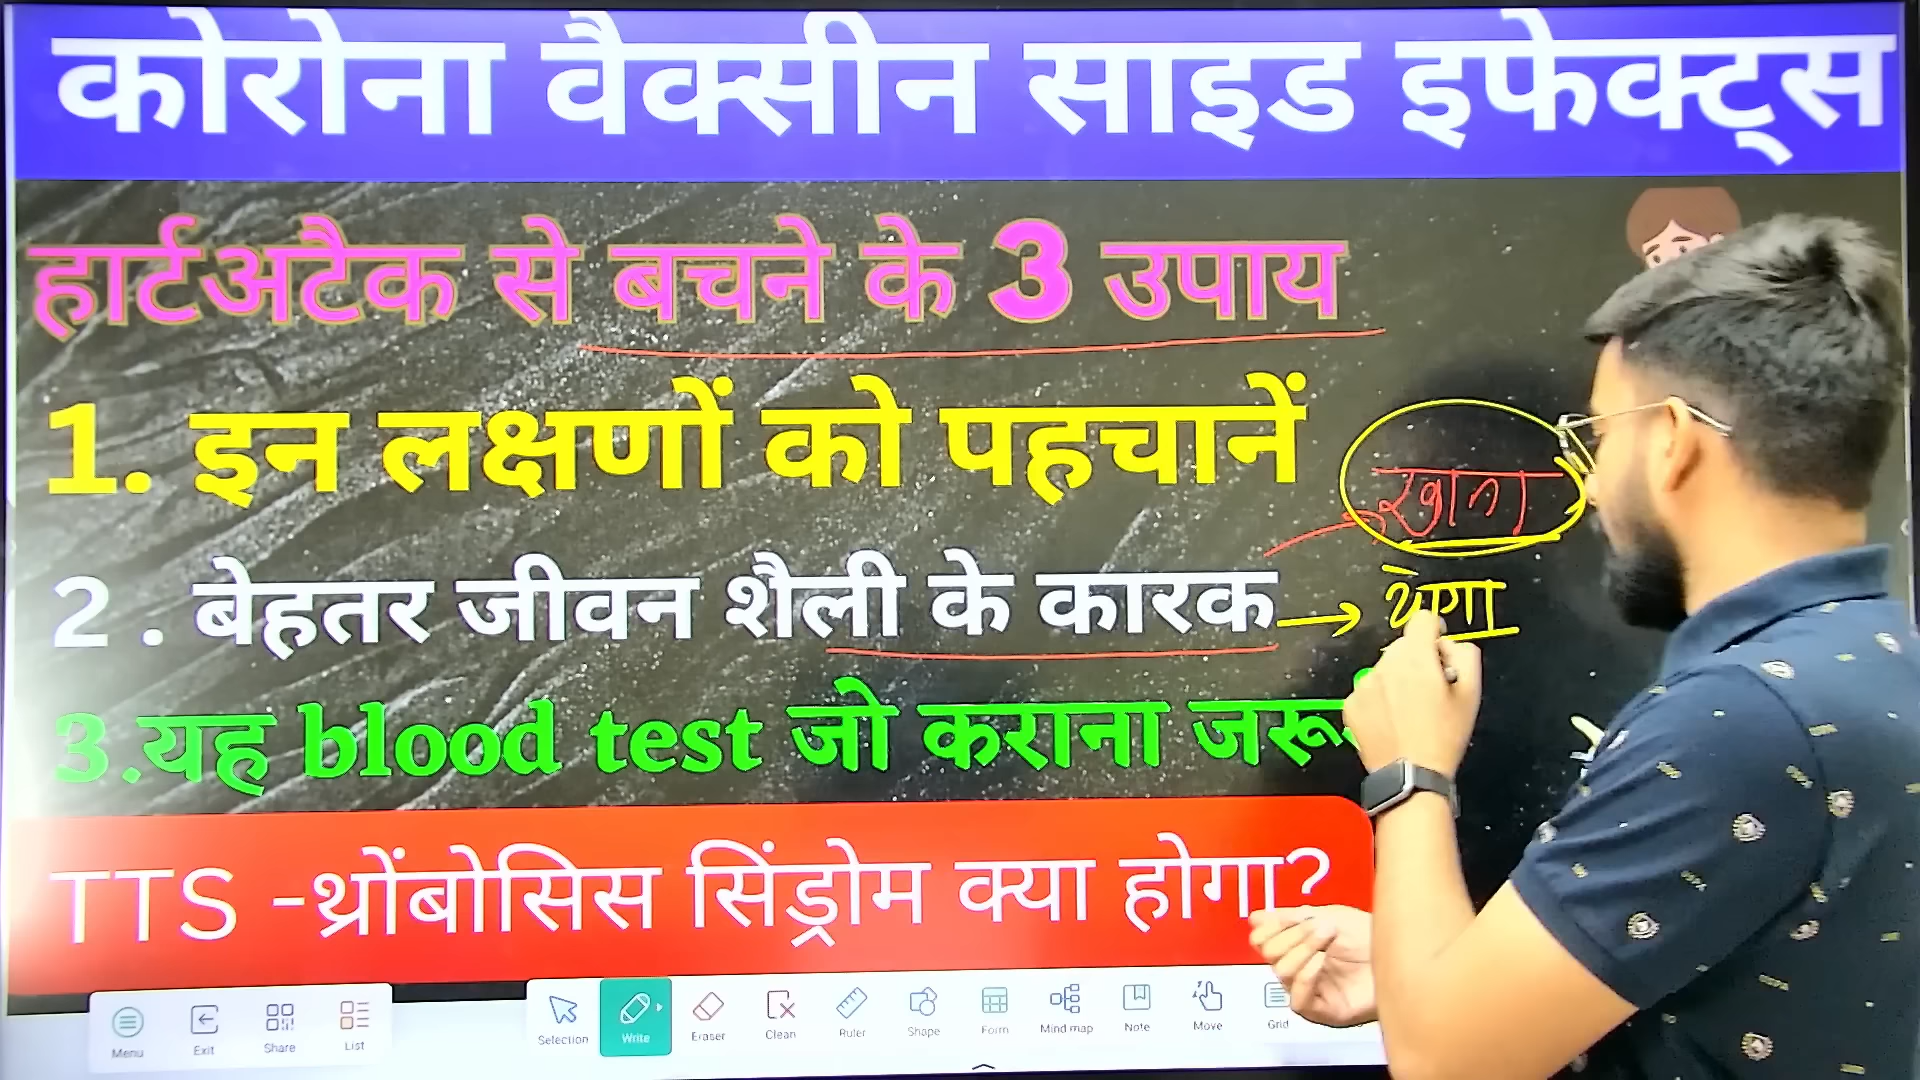 कोरोना वैक्सीन साइड इफेक्ट्स
हार्टअटैक से बचने के 3 उपाय
1. इन लक्षणों को पहचानें
खाना
2 . बेहतर जीवन शैली के कारक → योगा
3.यह blood test जो कराना
TTS -थ्रोंबोसिस सिंड्रोम क्या होगा?
Menu Exit Share List Selection Write Eraser Clean Ruler Shape Form Mind map Note Move Grid